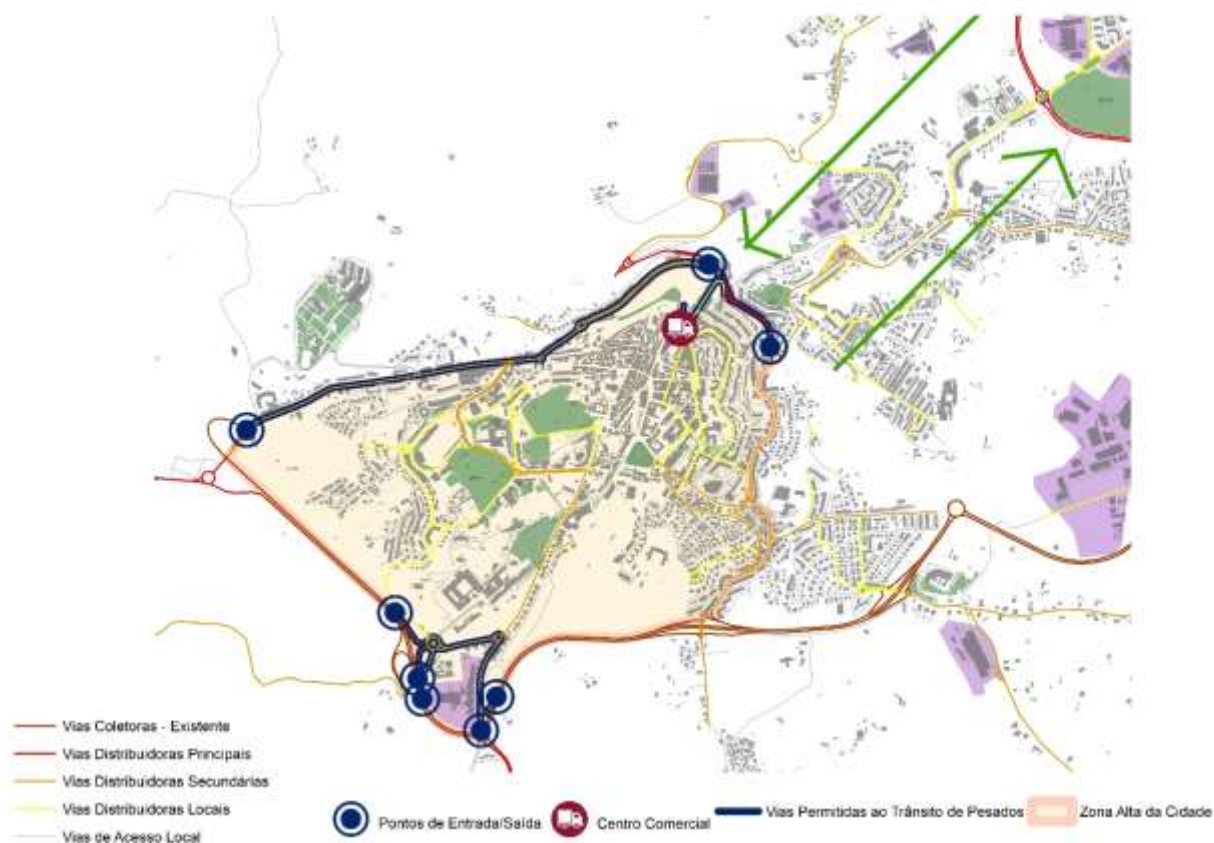 Vias Coletoras - Existente
Vias Distribuidoras Principais
Vias Distribuidoras Secundárias
Vias Distribuidoras Locais
Vias de Acesso Local
Pontos de Entrada/Saída
Centro Comercial
Vias Permitidas ao Trânsito de Pesados
Zona Alta da Cidade